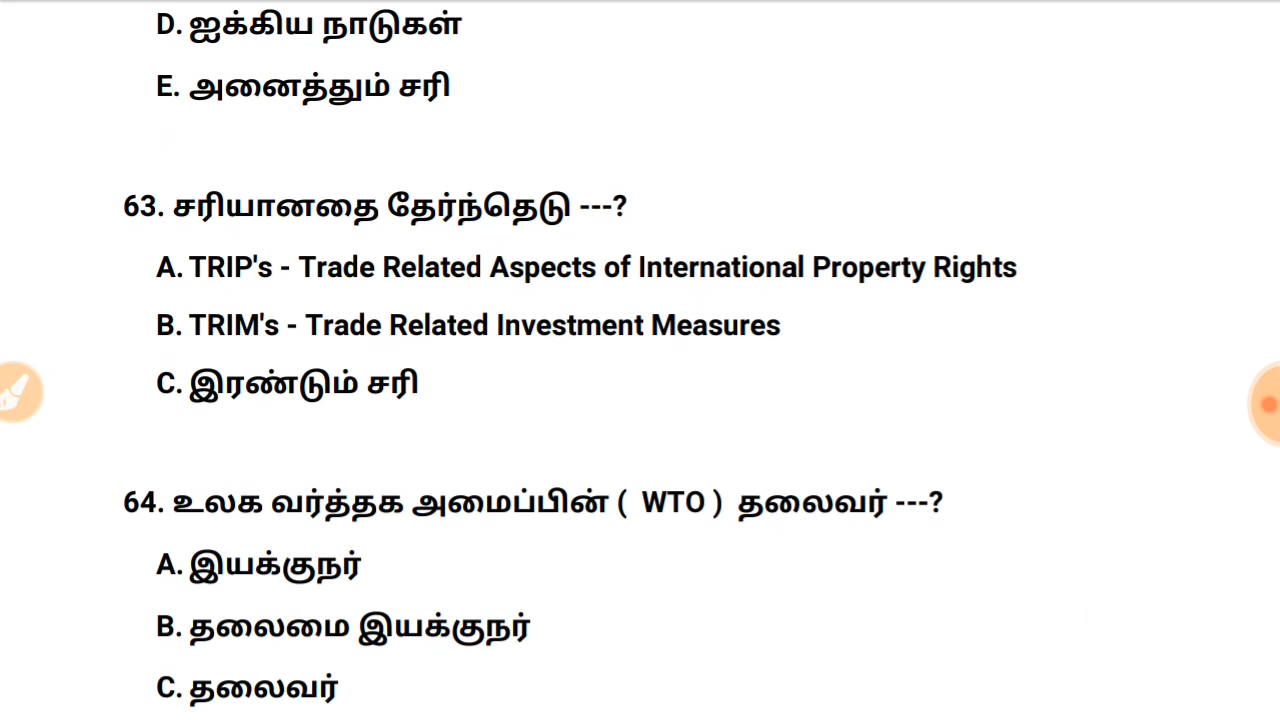 D. ஐக்கிய நாடுகள்
E. அனைத்தும் சரி
63. சரியானதை தேர்ந்தெடு ---?
A. TRIP's - Trade Related Aspects of International Property Rights
B. TRIM's - Trade Related Investment Measures
C. இரண்டும் சரி
64. உலக வர்த்தக அமைப்பின் ( WTO ) தலைவர் ---?
A. இயக்குநர்
B. தலைமை இயக்குநர்
C. தலைவர்